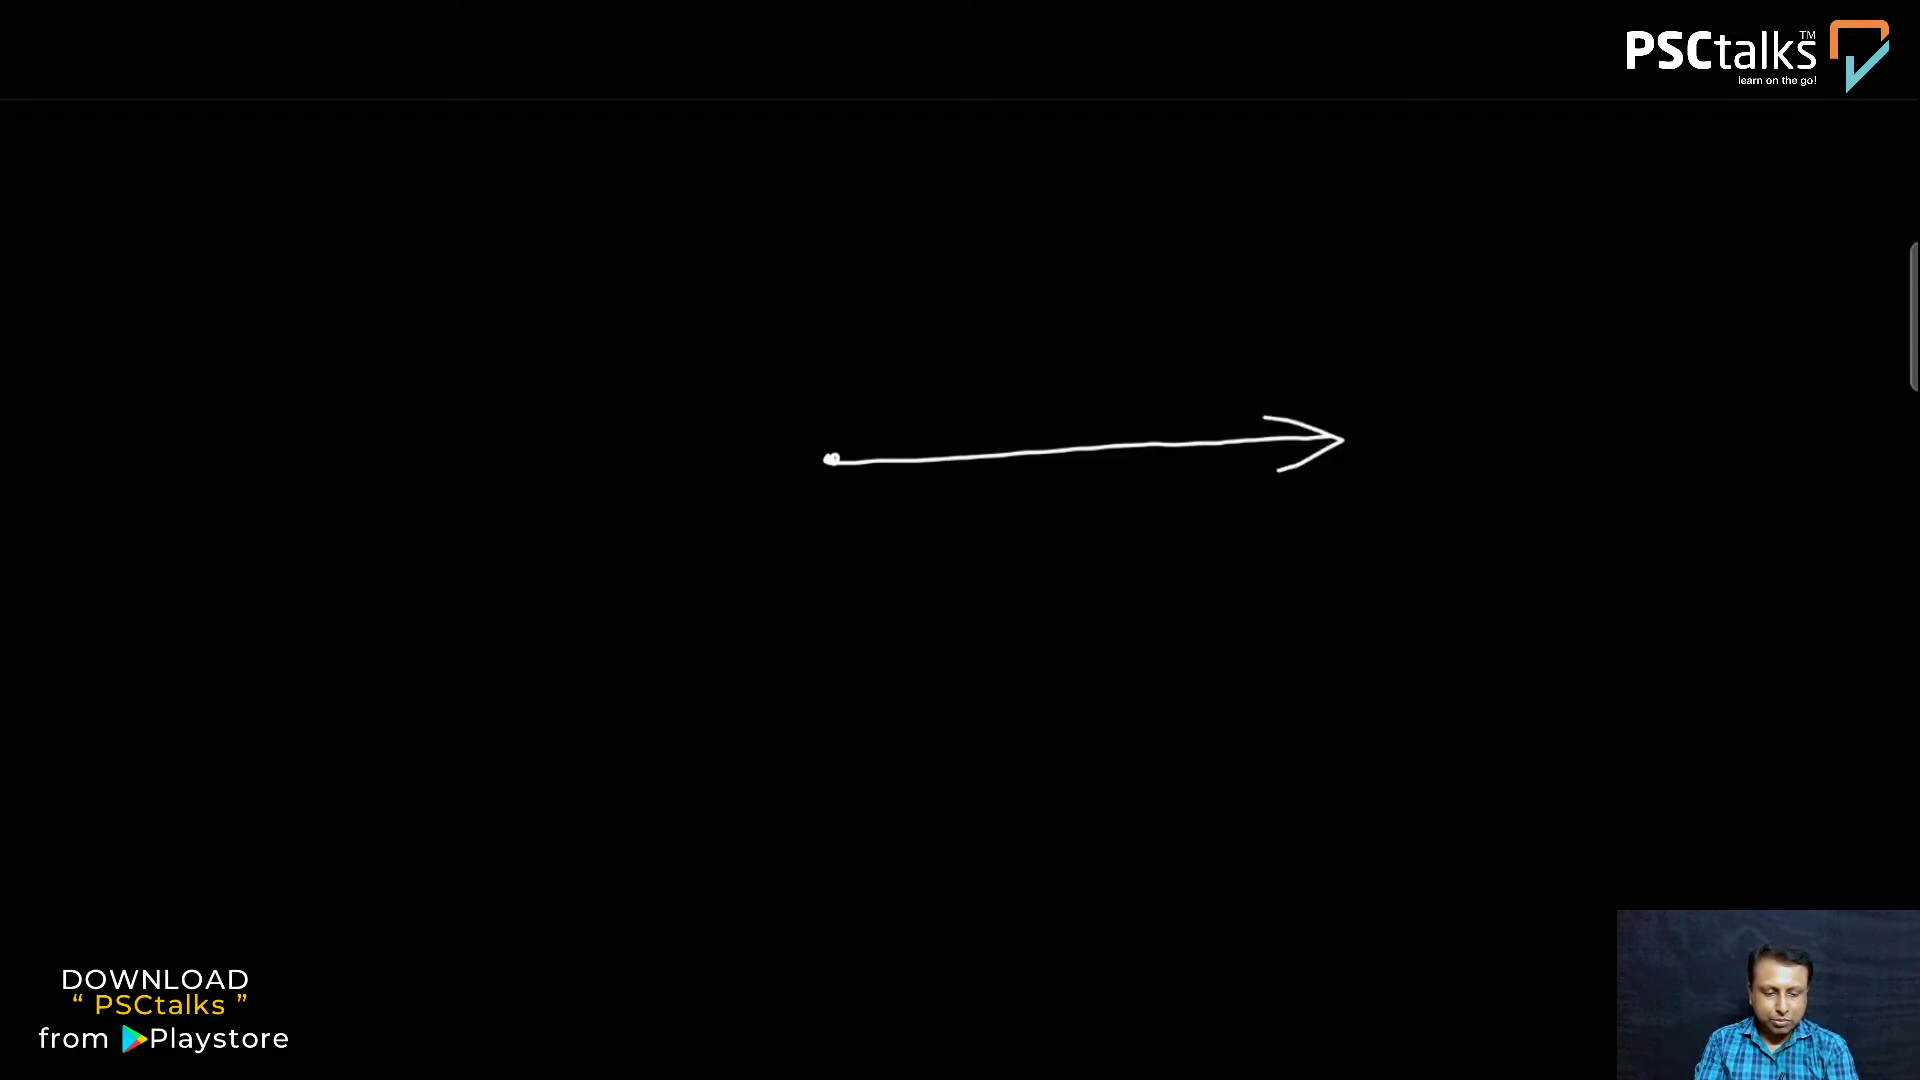 PSCtalks™
learn on the go!
DOWNLOAD
“ PSCtalks ”
from Playstore